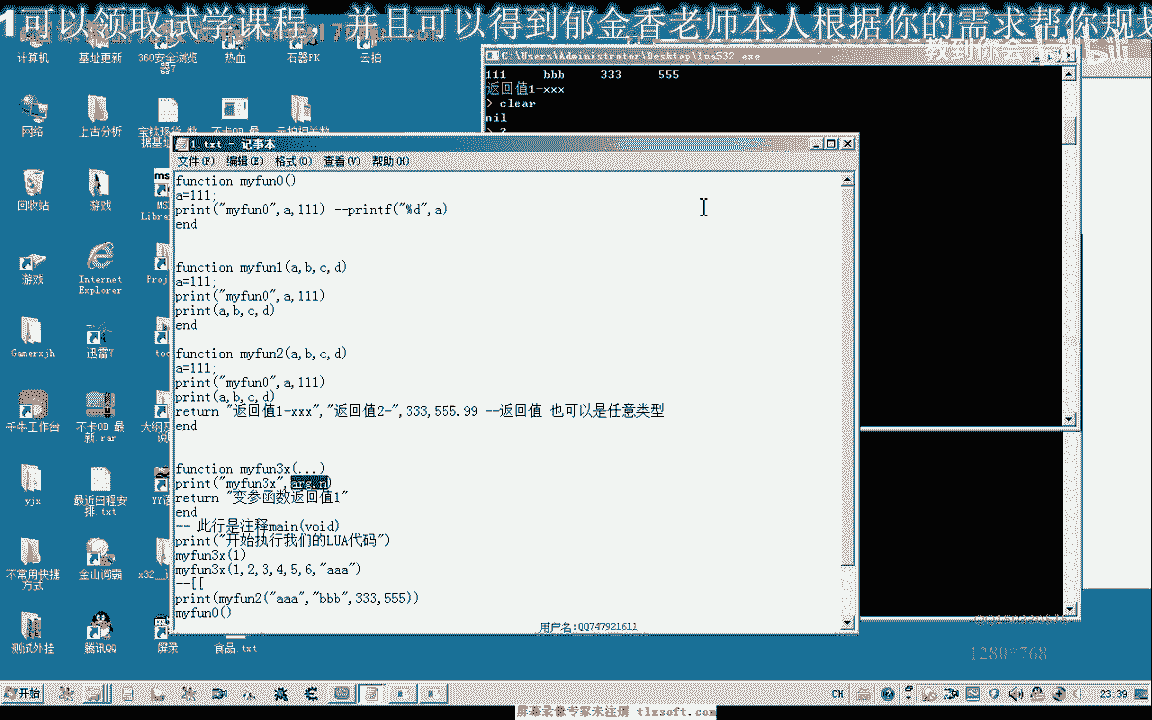 1可以领取试学课程， 并且可以得到郁金香老师本人根据你的需求帮你规划
计算机
基址更新
360安全浏览器7
热血
石器FK
云拍
C:\Users\Administrator\Desktop\Lua532.exe
111 bbb 333 555
返回值1-xxx
> clear
nil
> ?
网络
上古分析
不卡OD 最
1.txt - 记事本
文件(F) 编辑(E) 格式(O) 查看(V) 帮助(H)
function myfun0()
a=111;
print("myfun0",a,111) --printf("%d",a)
end
function myfun1(a,b,c,d)
a=111;
print("myfun0",a,111)
print(a,b,c,d)
end
function myfun2(a,b,c,d)
a=111;
print("myfun0",a,111)
print(a,b,c,d)
return "返回值1-xxx","返回值2-",333,555.99 --返回值 也可以是任意类型
end
function myfun3x(...)
print("myfun3x",arg.n)
return "变参函数返回值1"
end
-- 此行是注释main(void)
print("开始执行我们的LUA代码")
myfun3x(1)
myfun3x(1,2,3,4,5,6,"aaa")
--[[
print(myfun2("aaa","bbb",333,555))
myfun0()
用户名:QQ747921611
回收站
游戏
MS
Libra
游戏
Internet Explorer
Proj
Gamerxjh
迅雷7
too
千牛工作台
不卡OD 最新.rar
yjx
最近日程安排.txt
不常用快捷方式
金山词霸
x32_
测试外挂
腾讯QQ
屏录
食品.txt
1280*768
开始
CH
23:39
屏幕录像专家未注册 tlxsoft.com